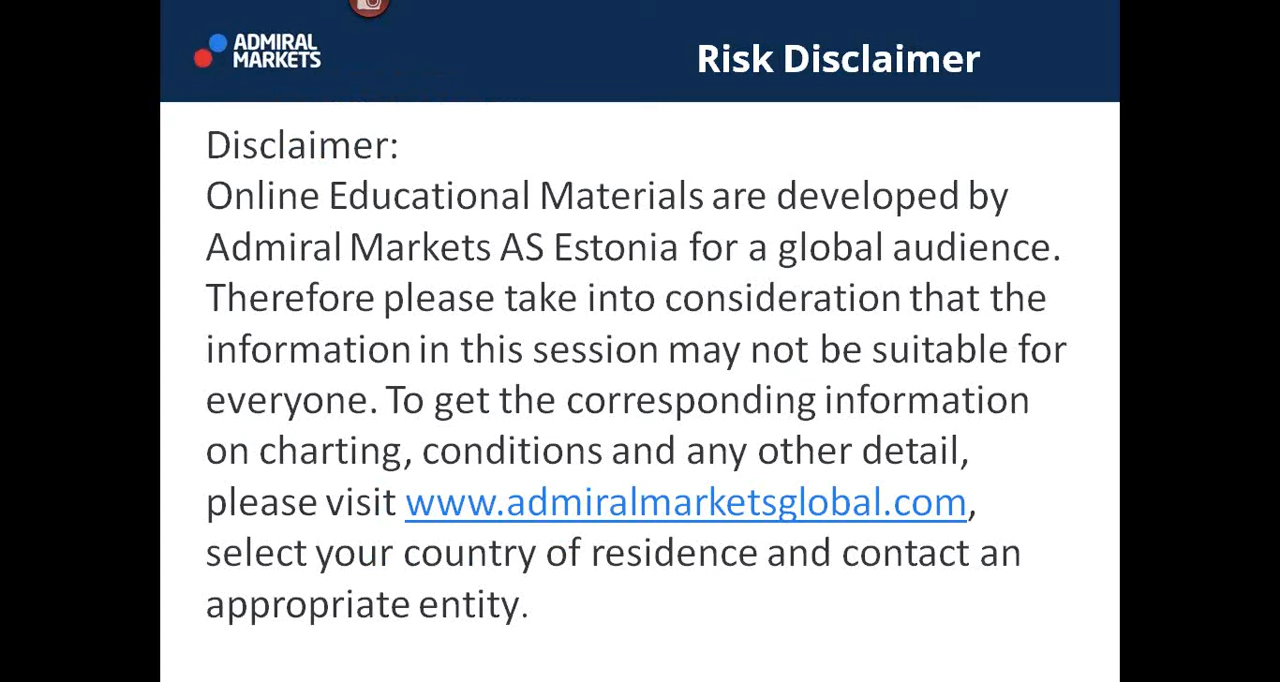 ADMIRAL
MARKETS
Risk Disclaimer
Disclaimer:
Online Educational Materials are developed by
Admiral Markets AS Estonia for a global audience.
Therefore please take into consideration that the
information in this session may not be suitable for
everyone. To get the corresponding information
on charting, conditions and any other detail,
please visit www.admiralmarketsglobal.com,
select your country of residence and contact an
appropriate entity.